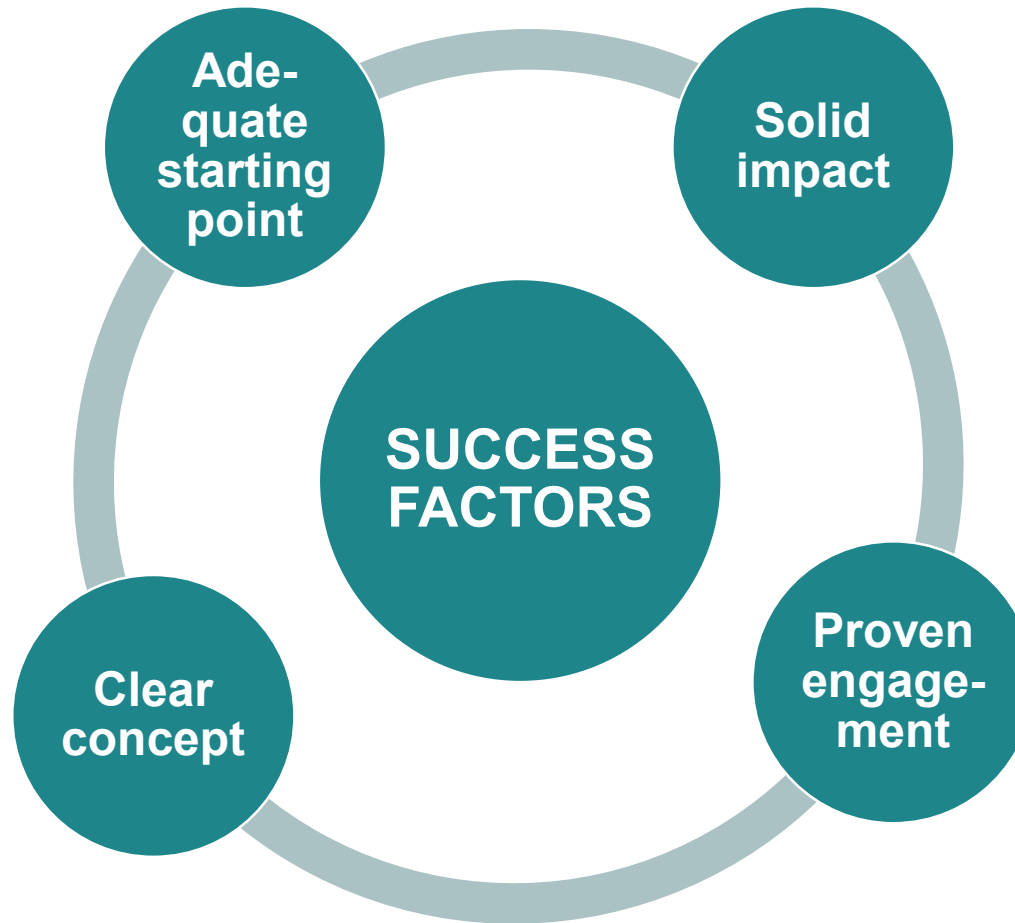 Ade-
quate
starting
point
Solid
impact
SUCCESS
FACTORS
Proven
engage-
ment
Clear
concept